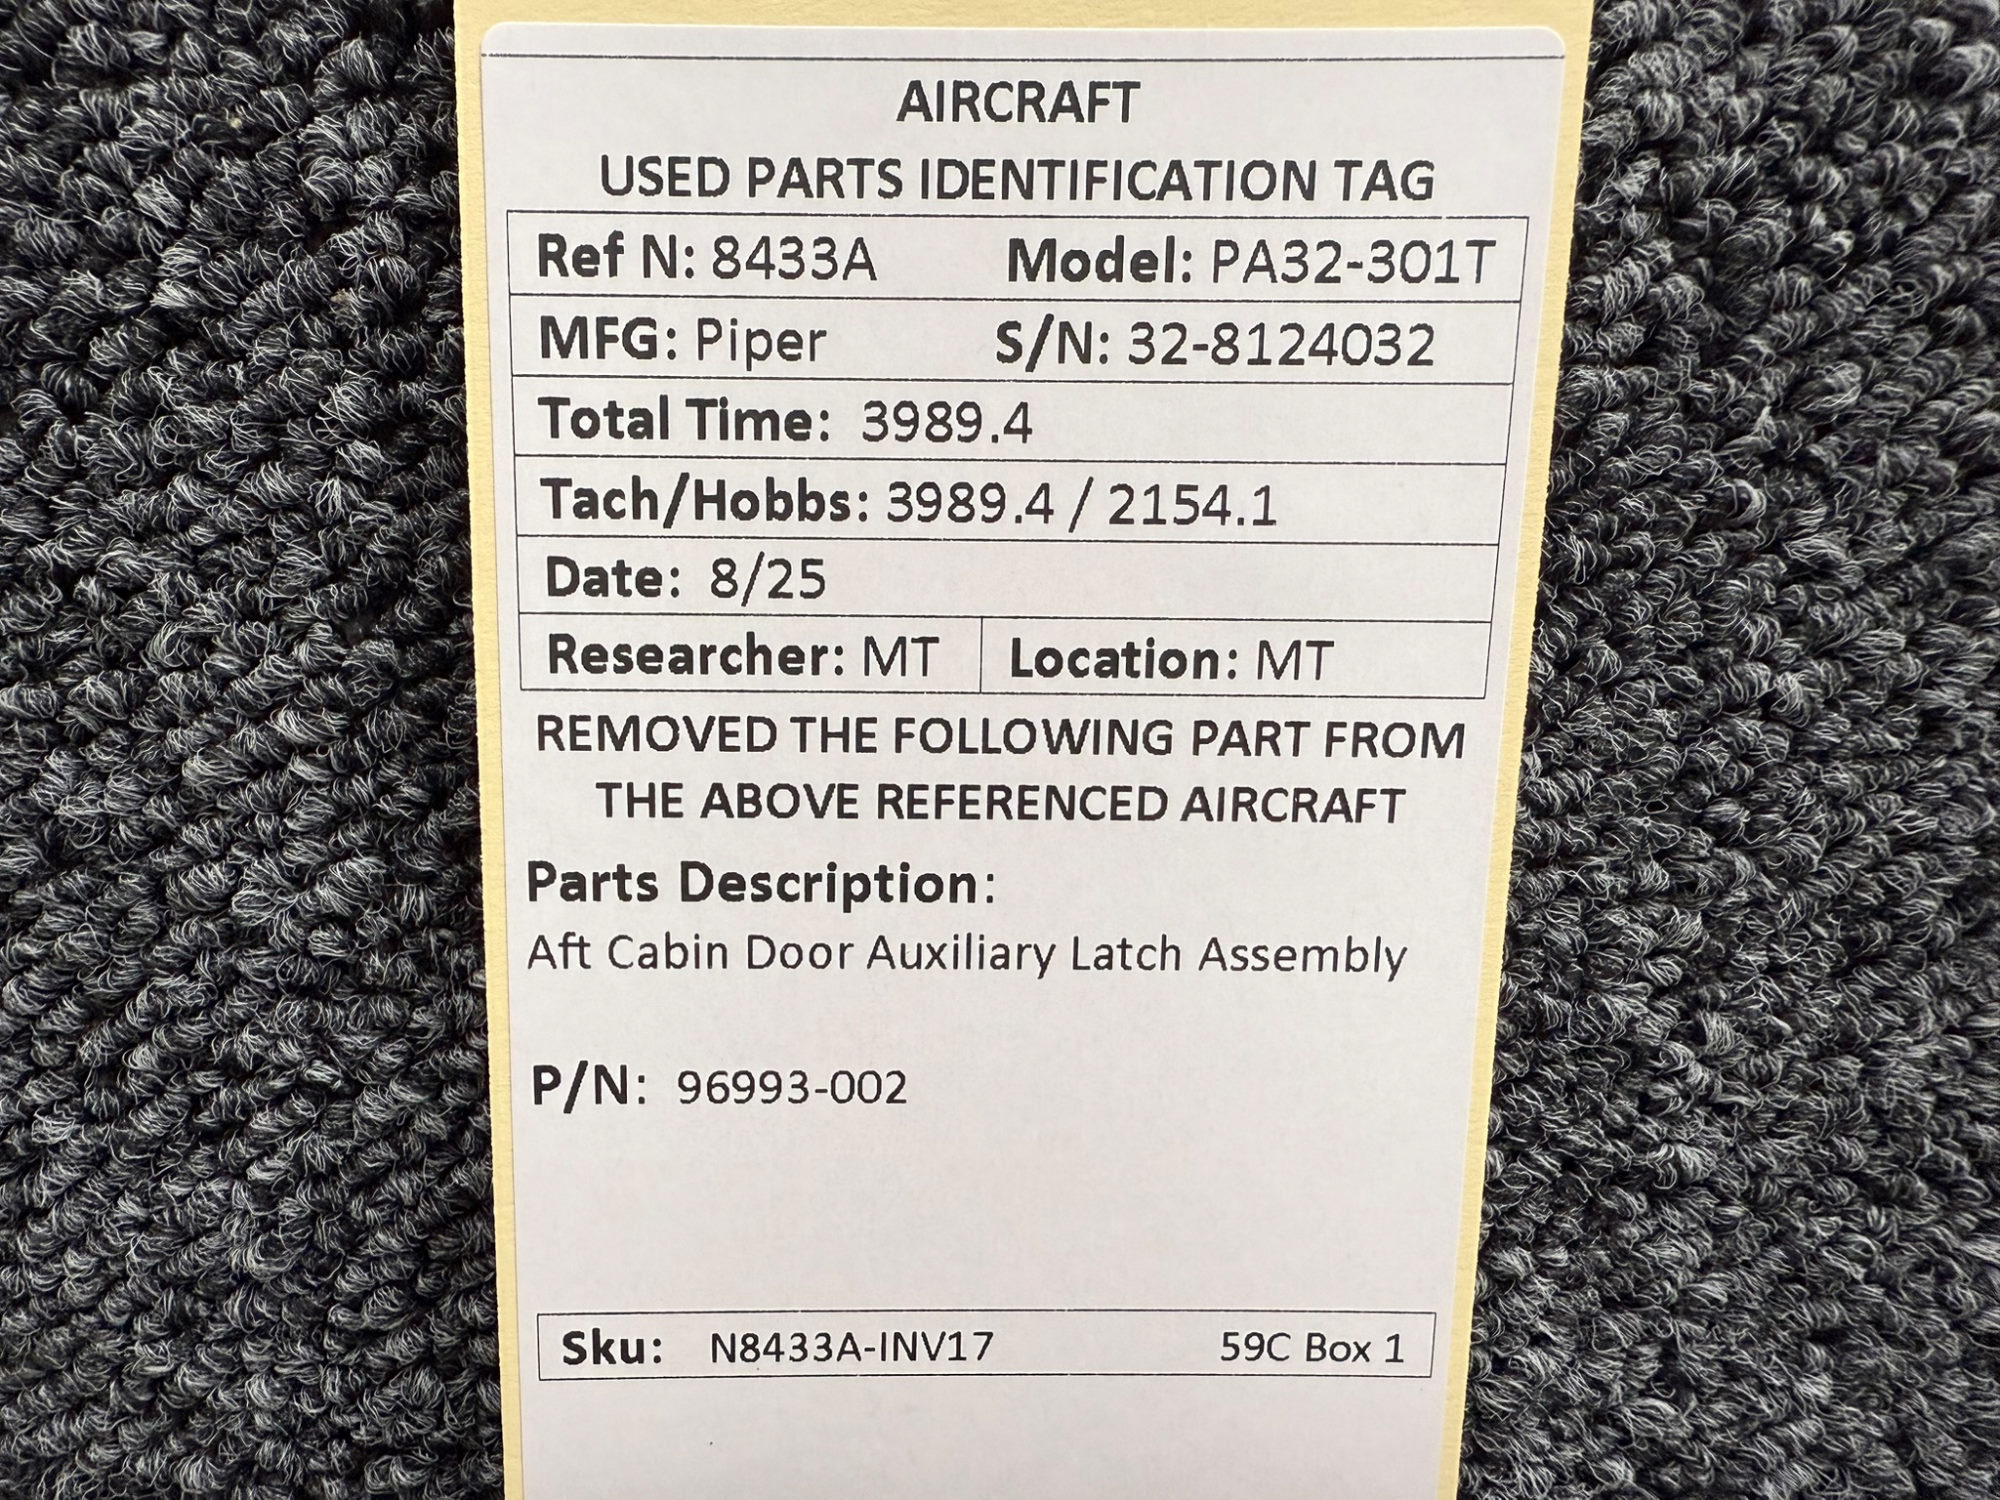 AIRCRAFT
USED PARTS IDENTIFICATION TAG
Ref N: 8433A Model: PA32-301T
MFG: Piper S/N: 32-8124032
Total Time: 3989.4
Tach/Hobbs: 3989.4 / 2154.1
Date: 8/25
Researcher: MT Location: MT
REMOVED THE FOLLOWING PART FROM
THE ABOVE REFERENCED AIRCRAFT
Parts Description:
Aft Cabin Door Auxiliary Latch Assembly
P/N: 96993-002
Sku: N8433A-INV17 59C Box 1